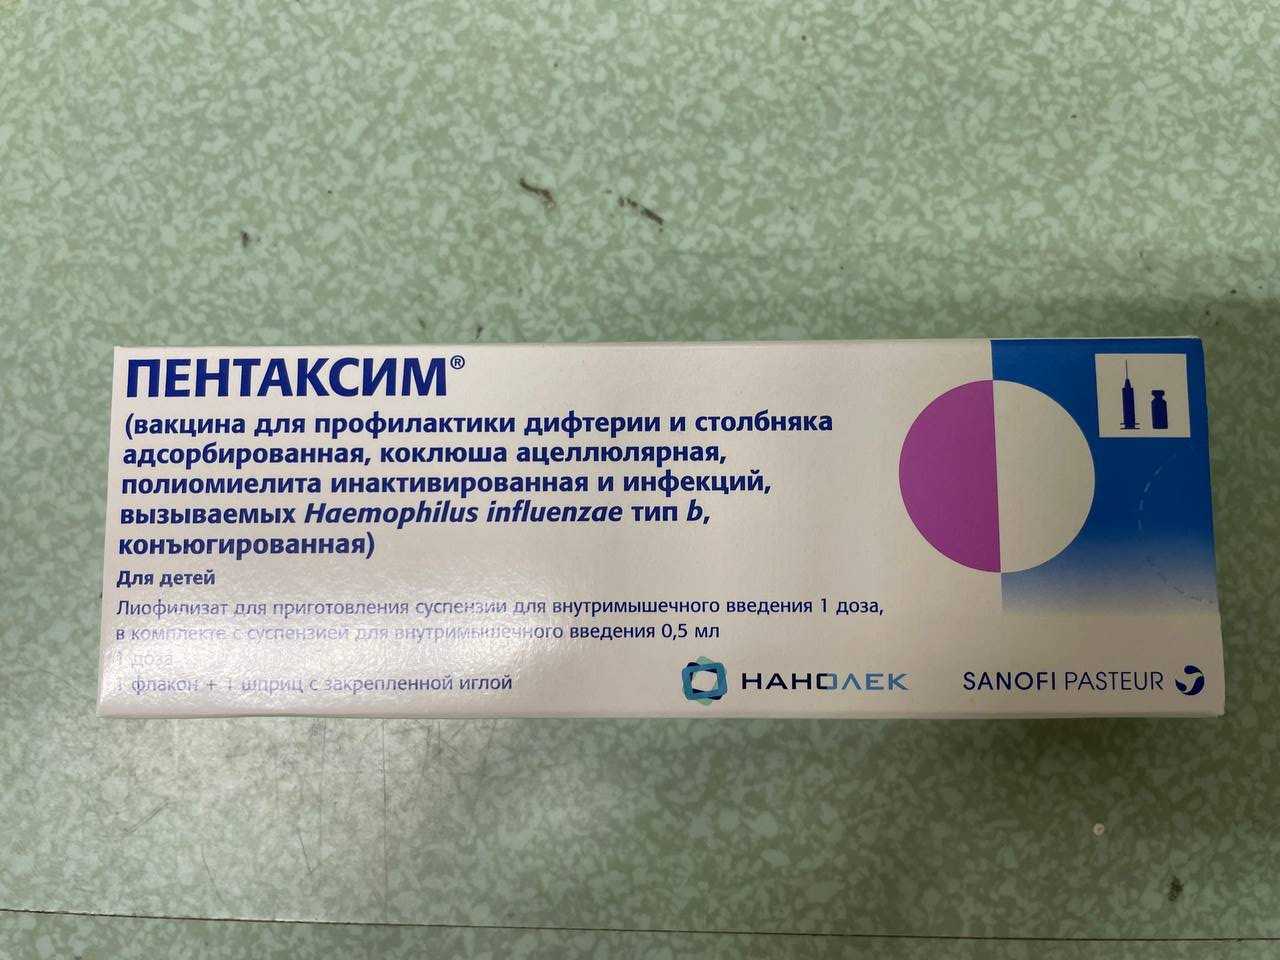 ПЕНТАКСИМ®
(вакцина для профилактики дифтерии и столбняка
адсорбированная, коклюша ацеллюлярная,
полиомиелита инактивированная и инфекций,
вызываемых Haemophilus influenzae тип b,
конъюгированная)
Для детей
Лиофилизат для приготовления суспензии для внутримышечного введения 1 доза,
в комплекте с суспензией для внутримышечного введения 0,5 мл
1 доза
1 флакон + 1 шприц с закрепленной иглой
НАНОЛЕК
SANOFI PASTEUR